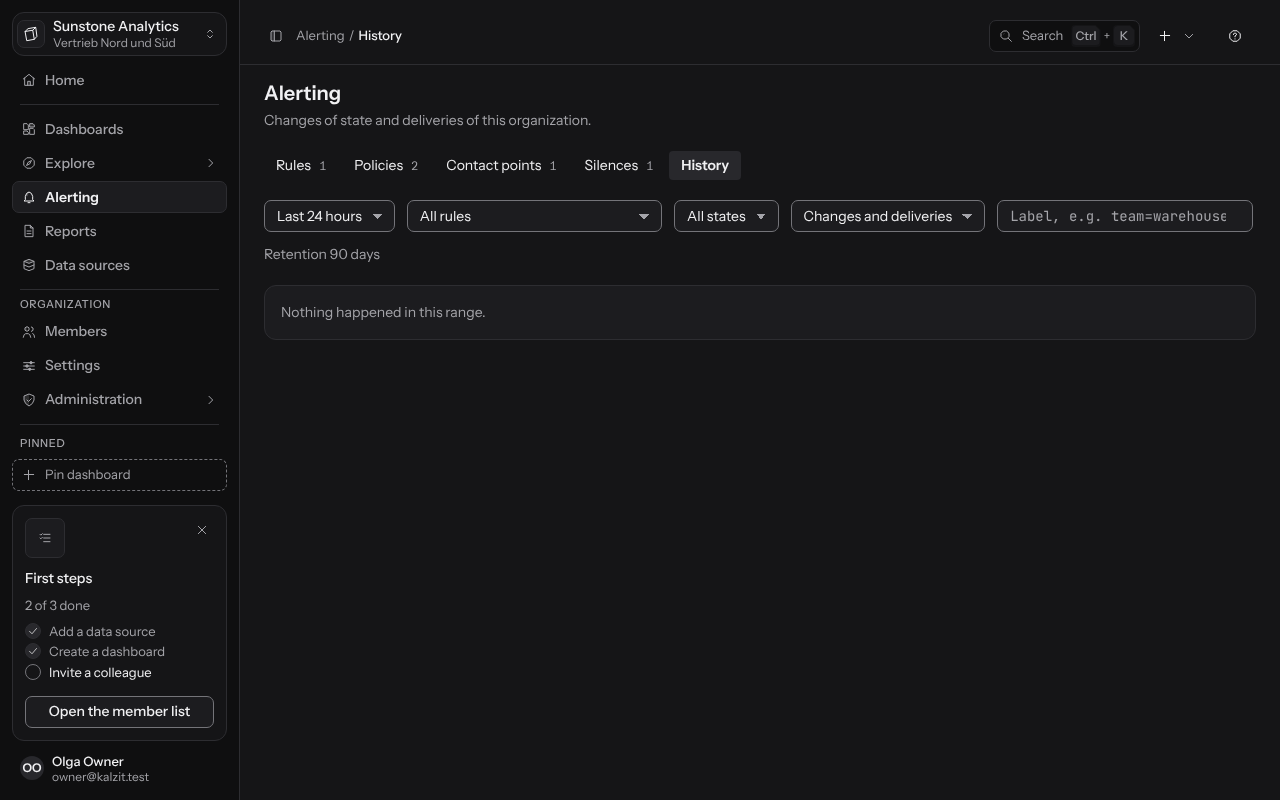 Sunstone Analytics
Vertrieb Nord und Süd
Home
Dashboards
Explore
Alerting
Reports
Data sources
ORGANIZATION
Members
Settings
Administration
PINNED
Pin dashboard
First steps
2 of 3 done
Add a data source
Create a dashboard
Invite a colleague
Open the member list
OO Olga Owner
owner@kalzit.test
Alerting / History
Search Ctrl + K
Alerting
Changes of state and deliveries of this organization.
Rules 1 Policies 2 Contact points 1 Silences 1 History
Last 24 hours All rules All states Changes and deliveries Label, e.g. team=warehouse
Retention 90 days
Nothing happened in this range.